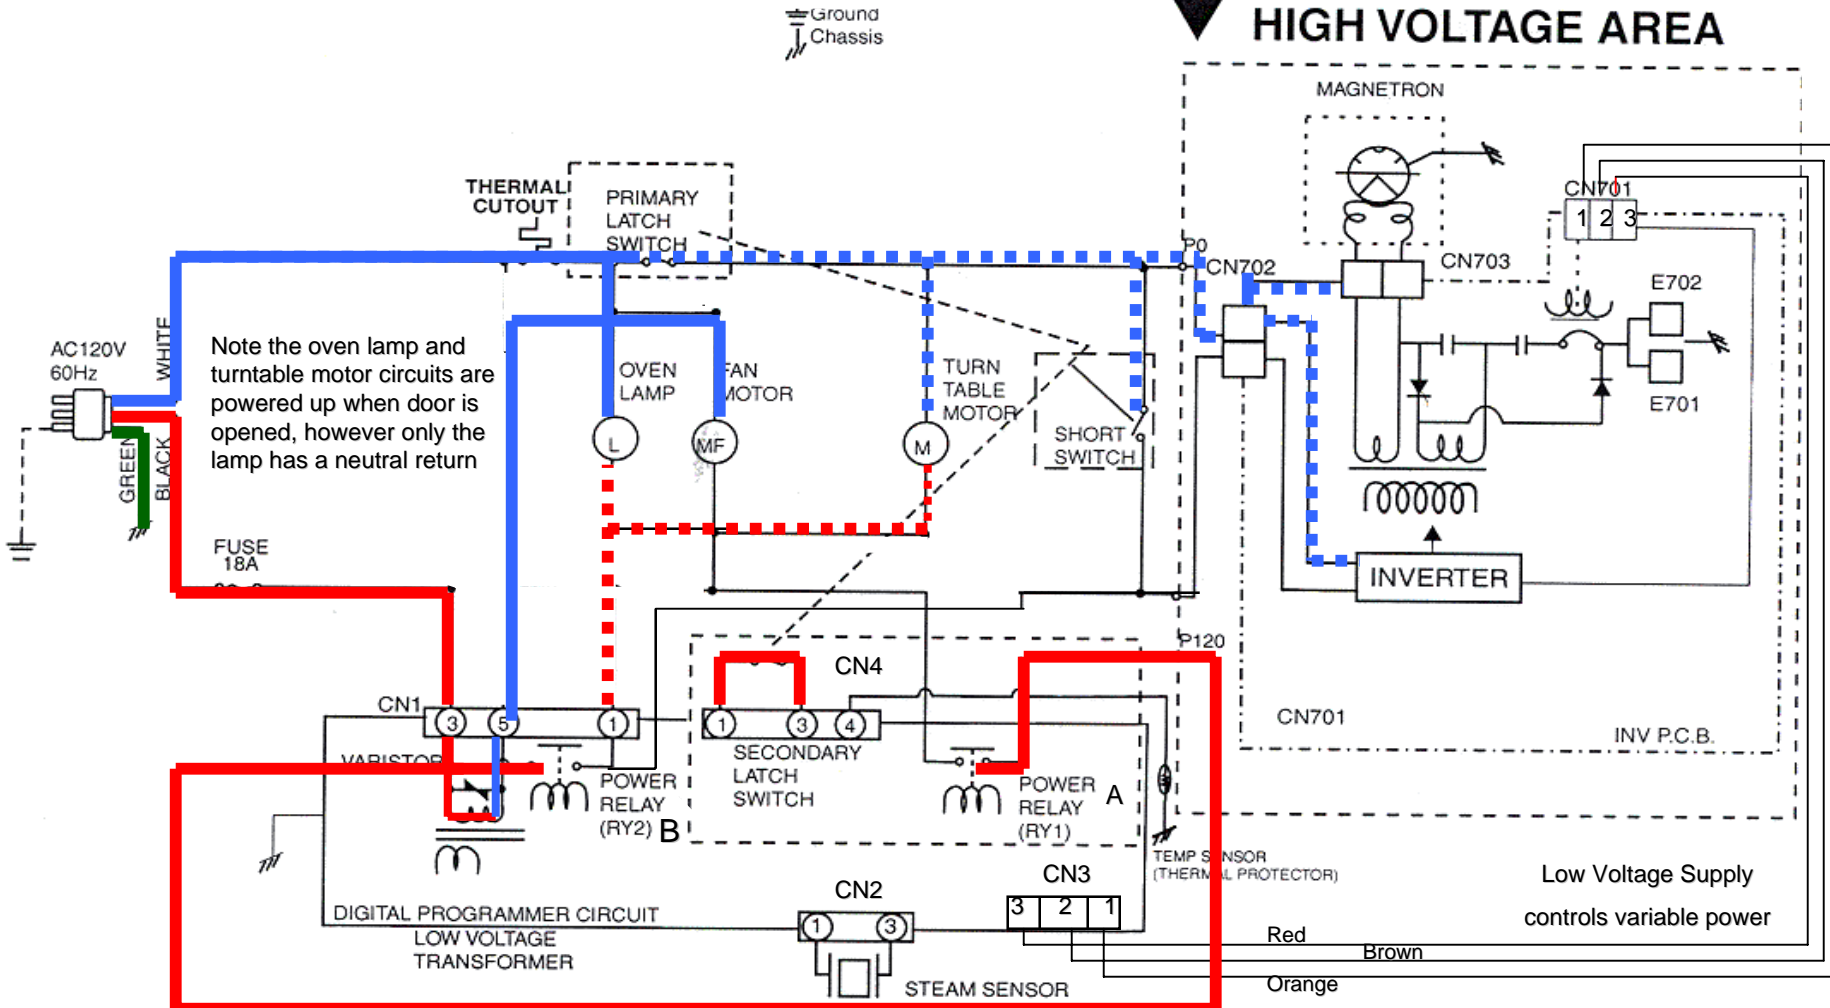 Ground
Chassis
HIGH VOLTAGE AREA
MAGNETRON
THERMAL
CUTOUT
PRIMARY
LATCH
SWITCH
CN701
1 2 3
P0
CN702
CN703
E702
E701
AC120V
60Hz
WHITE
GREEN
BLACK
Note the oven lamp and
turntable motor circuits are
powered up when door is
opened, however only the
lamp has a neutral return
OVEN
LAMP
FAN
MOTOR
TURN
TABLE
MOTOR
L
MF
M
SHORT
SWITCH
FUSE
18A
INVERTER
P120
CN4
CN1
3 5 1
1 3 4
CN701
INV P.C.B.
VARISTOR
SECONDARY
LATCH
SWITCH
POWER
RELAY
(RY2) B
POWER
RELAY
(RY1)
A
TEMP SENSOR
(THERMAL PROTECTOR)
CN2
1 3
CN3
3 2 1
Low Voltage Supply
controls variable power
DIGITAL PROGRAMMER CIRCUIT
LOW VOLTAGE
TRANSFORMER
STEAM SENSOR
Red
Brown
Orange